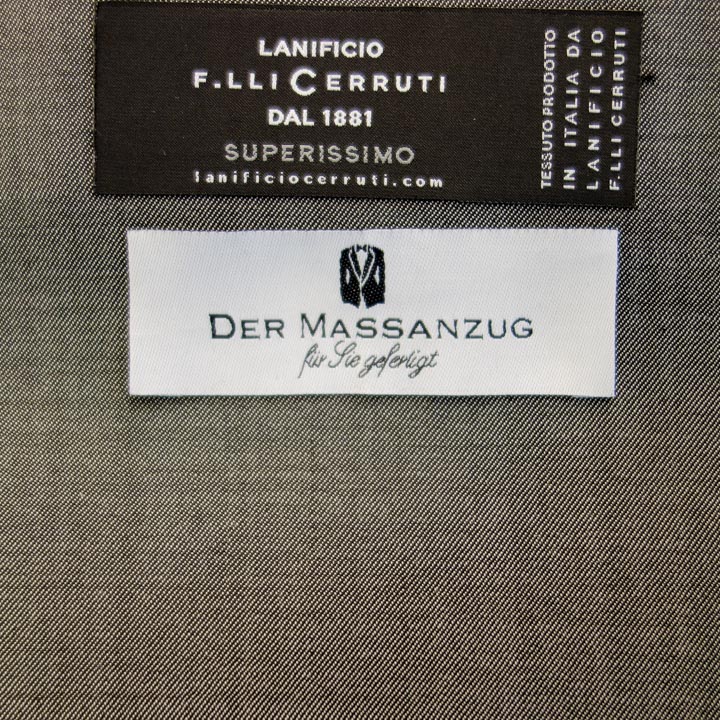 LANIFICIO
F.LLI CERRUTI
DAL 1881
SUPERISSIMO
lanificiocerruti.com
TESSUTO PRODOTTO
IN ITALIA DA
LANIFICIO
F.LLI CERRUTI
DER MASSANZUG
für Sie gefertigt